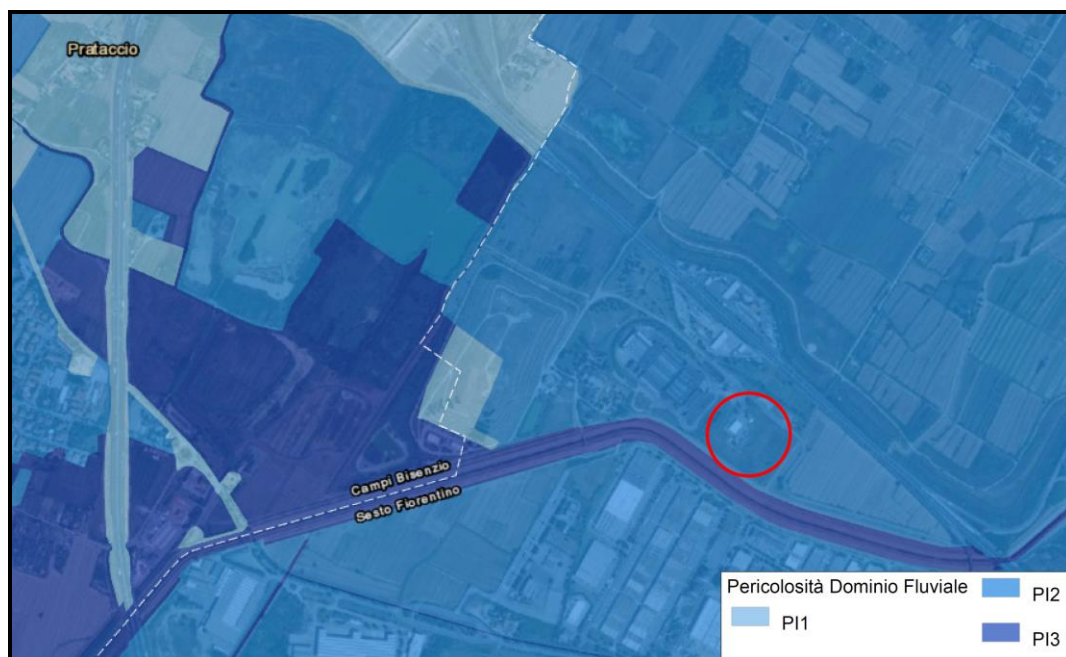 Prataccio
Campi Bisenzio
Sesto Fiorentino
Pericolosità Dominio Fluviale
PI1
PI2
PI3